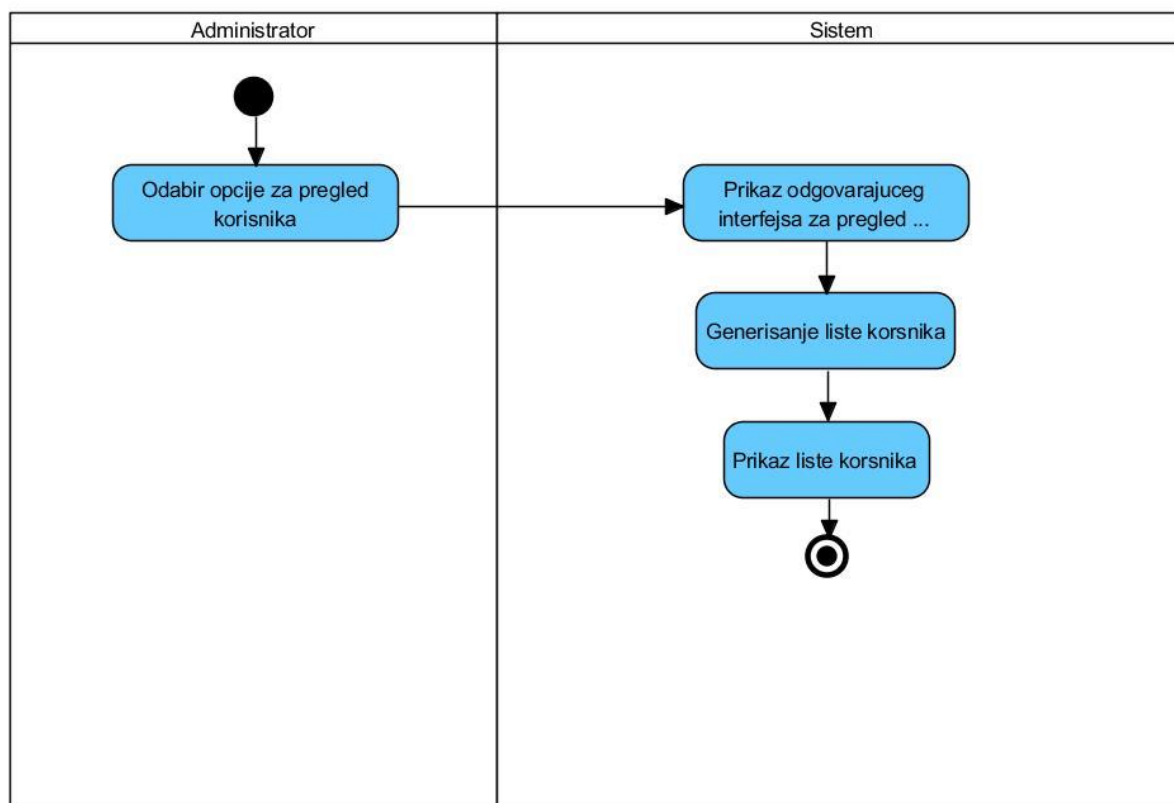 Administrator
Sistem
Odabir opcije za pregled
korisnika
Prikaz odgovarajuceg
interfejsa za pregled ...
Generisanje liste korsnika
Prikaz liste korsnika